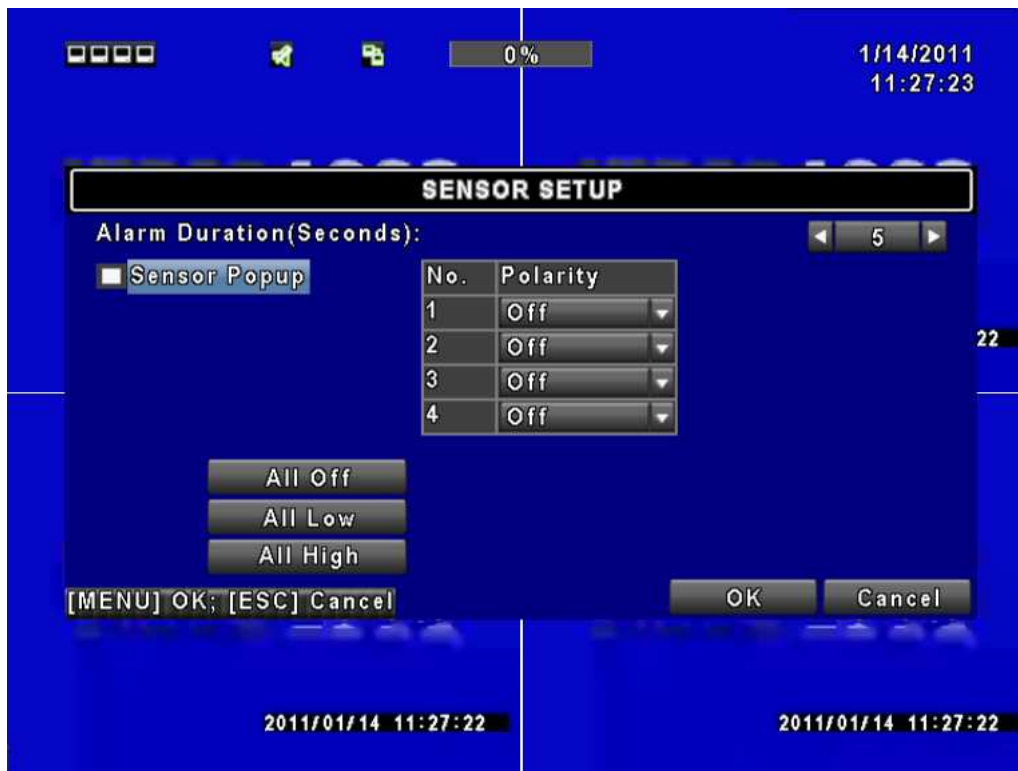 0%
1/14/2011
11:27:23
SENSOR SETUP
Alarm Duration(Seconds):
5
Sensor Popup
No. Polarity
1 Off
2 Off
3 Off
4 Off
22
All Off
All Low
All High
[MENU] OK; [ESC] Cancel
OK
Cancel
2011/01/14 11:27:22
2011/01/14 11:27:22